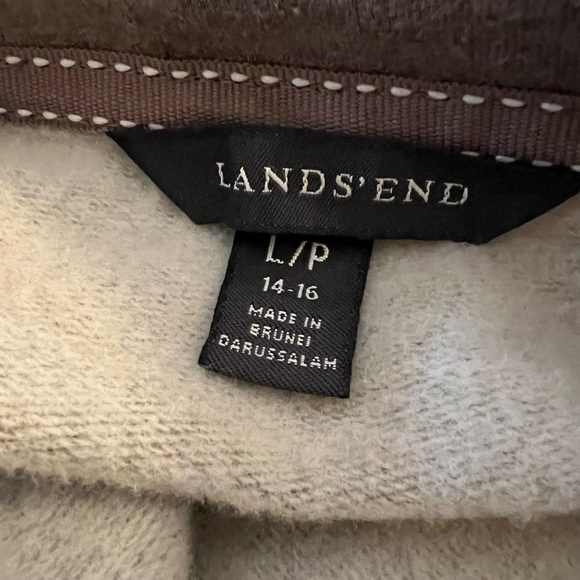 LANDS' END
L/P
14-16
MADE IN
BRUNEI
DARUSSALAM